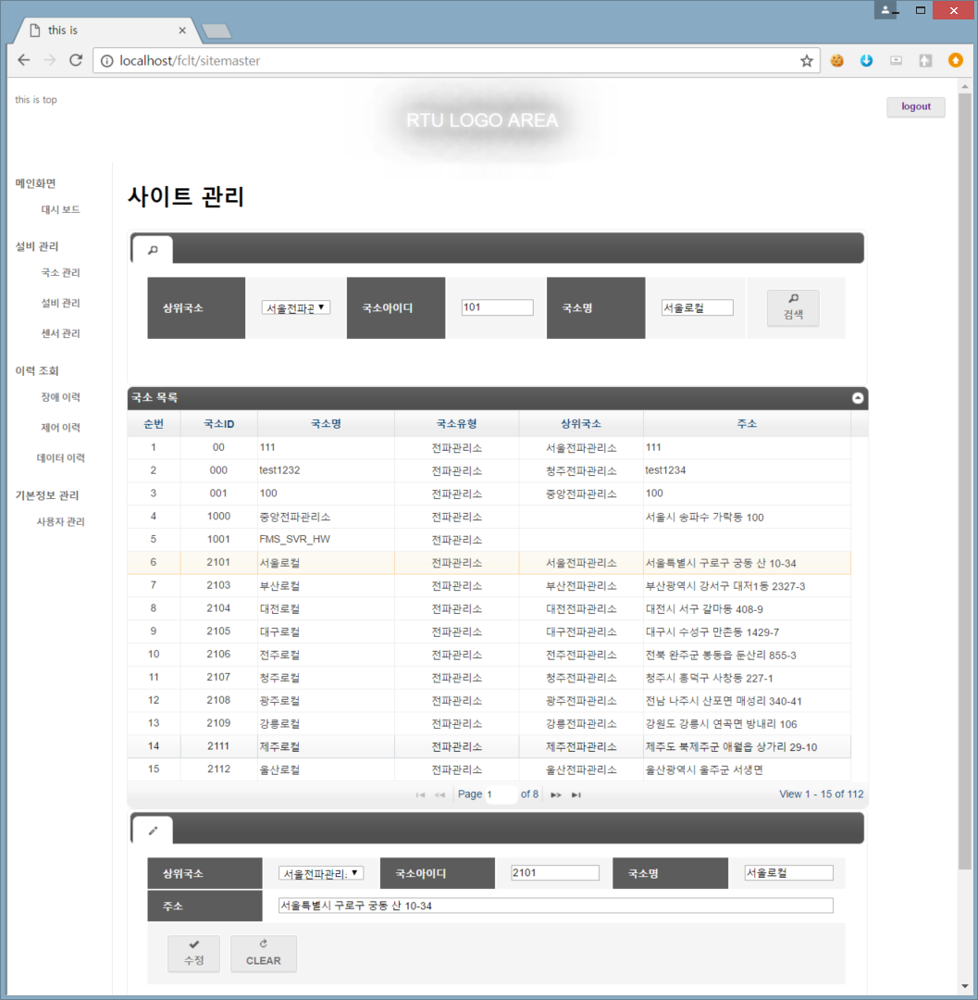 this is
localhost/fclt/sitemaster
this is top
RTU LOGO AREA
logout
메인화면
대시 보드
설비 관리
국소 관리
설비 관리
센서 관리
이력 조회
장애 이력
제어 이력
데이터 이력
기본정보 관리
사용자 관리
사이트 관리
상위국소 서울전파관 국소아이디 101 국소명 서울로컬 검색
국소 목록
순번 국소ID 국소명 국소유형 상위국소 주소
1 00 111 전파관리소 서울전파관리소 111
2 000 test1232 전파관리소 청주전파관리소 test1234
3 001 100 전파관리소 중앙전파관리소 100
4 1000 중앙전파관리소 전파관리소 서울시 송파수 가락동 100
5 1001 FMS_SVR_HW 전파관리소
6 2101 서울로컬 전파관리소 서울전파관리소 서울특별시 구로구 궁동 산 10-34
7 2103 부산로컬 전파관리소 부산전파관리소 부산광역시 강서구 대저1동 2327-3
8 2104 대전로컬 전파관리소 대전전파관리소 대전시 서구 갈마동 408-9
9 2105 대구로컬 전파관리소 대구전파관리소 대구시 수성구 만촌동 1429-7
10 2106 전주로컬 전파관리소 전주전파관리소 전북 완주군 봉동읍 둔산리 855-3
11 2107 청주로컬 전파관리소 청주전파관리소 청주시 흥덕구 사창동 227-1
12 2108 광주로컬 전파관리소 광주전파관리소 전남 나주시 산포면 매성리 340-41
13 2109 강릉로컬 전파관리소 강릉전파관리소 강원도 강릉시 연곡면 방내리 106
14 2111 제주로컬 전파관리소 제주전파관리소 제주도 북제주군 애월읍 상가리 29-10
15 2112 울산로컬 전파관리소 울산전파관리소 울산광역시 울주군 서생면
Page 1 of 8 View 1 - 15 of 112
상위국소 서울전파관리 국소아이디 2101 국소명 서울로컬
주소 서울특별시 구로구 궁동 산 10-34
수정 CLEAR